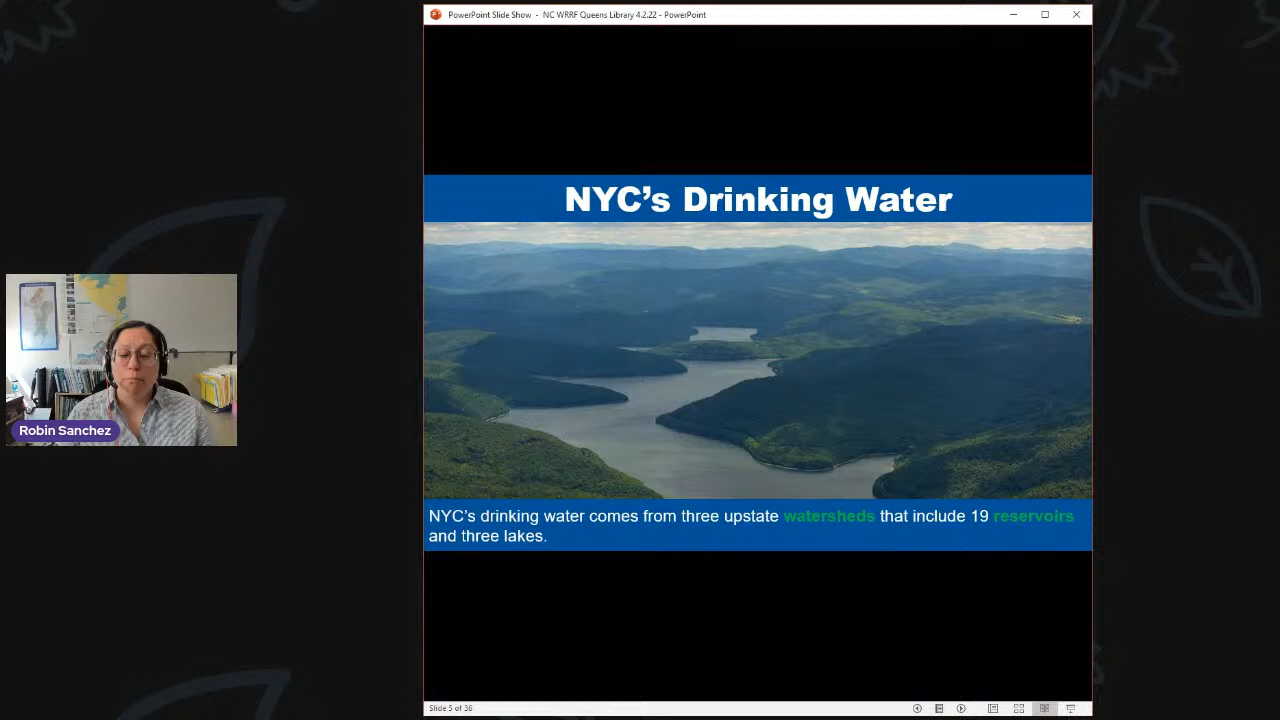 PowerPoint Slide Show - NC WRRF Queens Library 4.2.22 - PowerPoint
NYC's Drinking Water
Robin Sanchez
NYC's drinking water comes from three upstate watersheds that include 19 reservoirs
and three lakes.
Slide 5 of 36